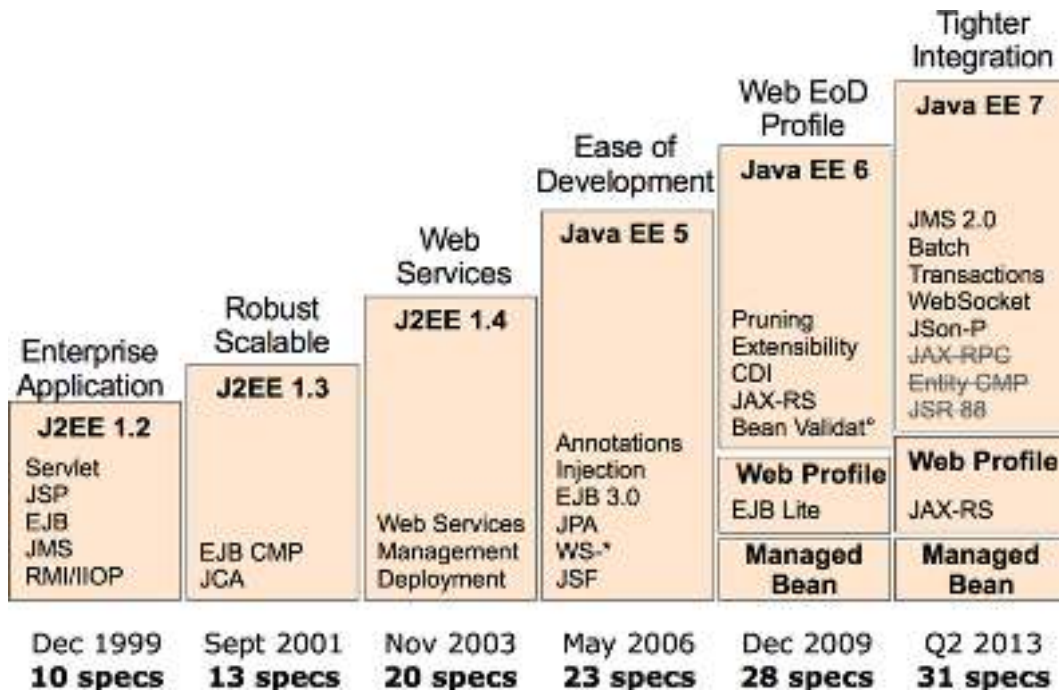 Enterprise
Application
J2EE 1.2
Servlet
JSP
EJB
JMS
RMI/IIOP
Dec 1999
10 specs
Robust
Scalable
J2EE 1.3
EJB CMP
JCA
Sept 2001
13 specs
Web
Services
J2EE 1.4
Web Services
Management
Deployment
Nov 2003
20 specs
Ease of
Development
Java EE 5
Annotations
Injection
EJB 3.0
JPA
WS-*
JSF
May 2006
23 specs
Web EoD
Profile
Java EE 6
Pruning
Extensibility
CDI
JAX-RS
Bean Validat°
Web Profile
EJB Lite
Managed
Bean
Dec 2009
28 specs
Tighter
Integration
Java EE 7
JMS 2.0
Batch
Transactions
WebSocket
JSon-P
JAX-RPC
Entity CMP
JSR 88
Web Profile
JAX-RS
Managed
Bean
Q2 2013
31 specs